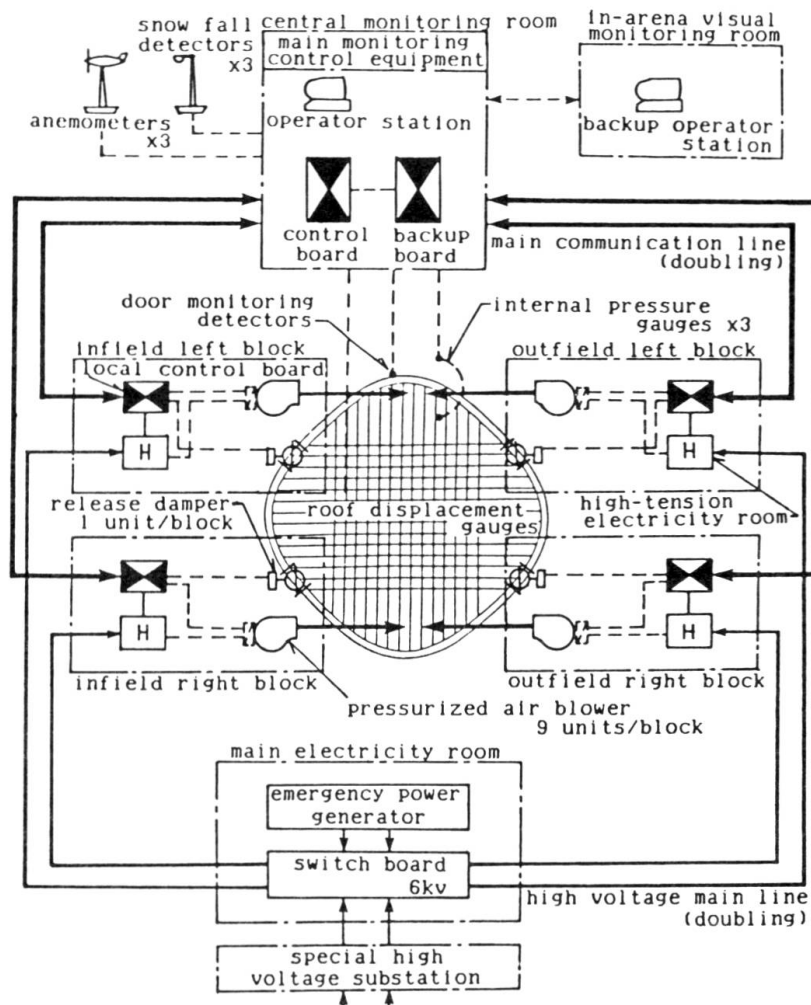 snow fall
detectors
x3
central monitoring room
main monitoring
control equipment
in-arena visual
monitoring room
anemometers
x3
operator station
backup operator
station
control
board
backup
board
main communication line
(doubling)
door monitoring
detectors
internal pressure
gauges x3
infield left block
local control board
outfield left block
H
H
release damper
1 unit/block
roof displacement
gauges
high-tension
electricity room
H
H
infield right block
outfield right block
pressurized air blower
9 units/block
main electricity room
emergency power
generator
switch board
6kv
high voltage main line
(doubling)
special high
voltage substation